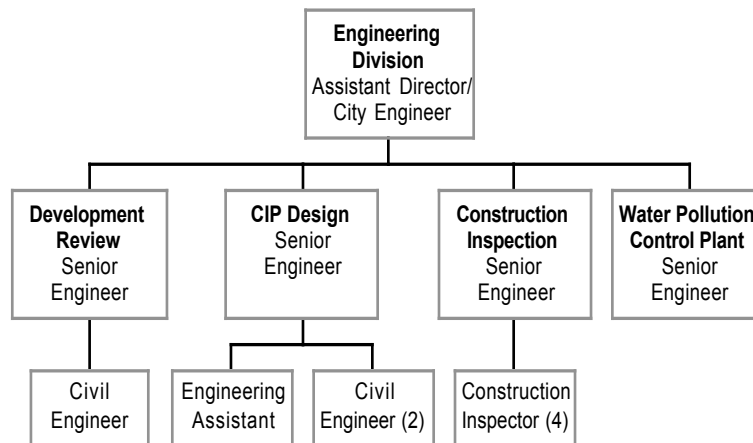 Engineering
Division
Assistant Director/
City Engineer
Development
Review
Senior
Engineer
CIP Design
Senior
Engineer
Construction
Inspection
Senior
Engineer
Water Pollution
Control Plant
Senior
Engineer
Civil
Engineer
Engineering
Assistant
Civil
Engineer (2)
Construction
Inspector (4)